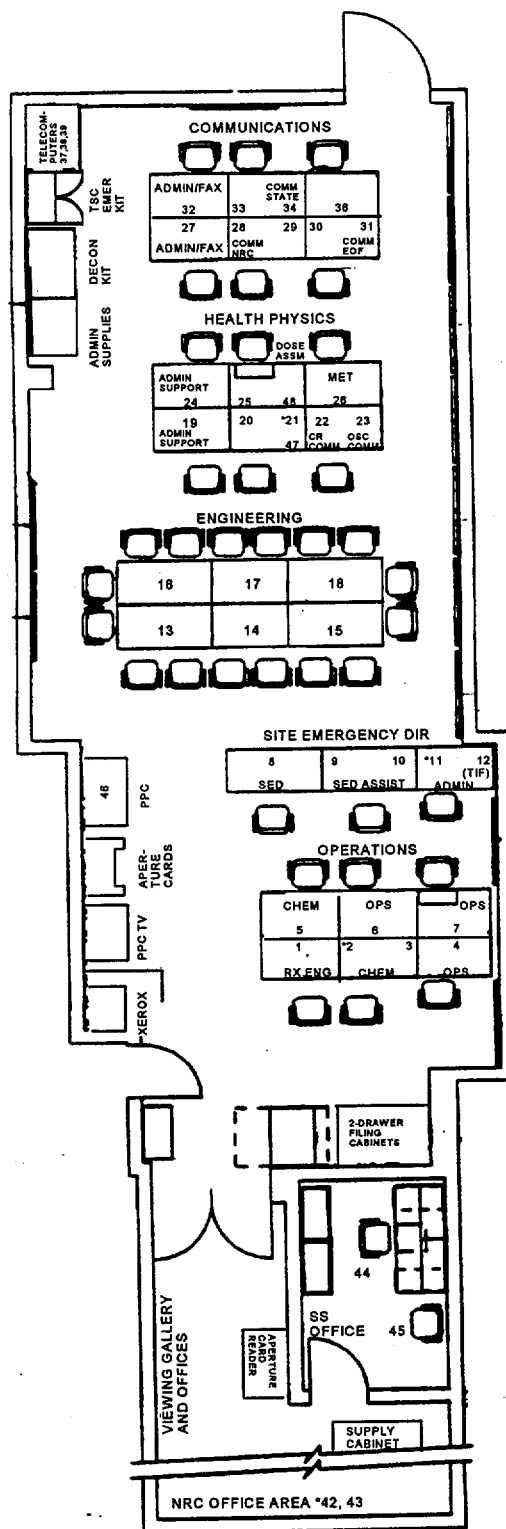 COMMUNICATIONS
TELECOM-
PUTERS
37,38,39
TSC
EMER
KIT
DECON
KIT
ADMIN
SUPPLIES
ADMIN/FAX
32
33
COMM
STATE
34
36
27
ADMIN/FAX
28
COMM
NRC
29
30
31
COMM
EOF
HEALTH PHYSICS
DOSE
ASSM
ADMIN
SUPPORT
24
25
48
MET
26
19
ADMIN
SUPPORT
20
*21
47
22
CR
COMM
23
OSC
COMM
ENGINEERING
16
17
18
13
14
15
SITE EMERGENCY DIR
8
SED
9
10
SED ASSIST
*11
12
(TIF)
ADMIN
46
PPC
APER-
TURE
CARDS
PPC TV
XEROX
OPERATIONS
CHEM
5
OPS
6
OPS
7
1
RX.ENG
*2
3
CHEM
4
OPS
2-DRAWER
FILING
CABINETS
44
SS
OFFICE
45
VIEWING GALLERY
AND OFFICES
APERTURE
CARD
READER
SUPPLY
CABINET
NRC OFFICE AREA *42, 43